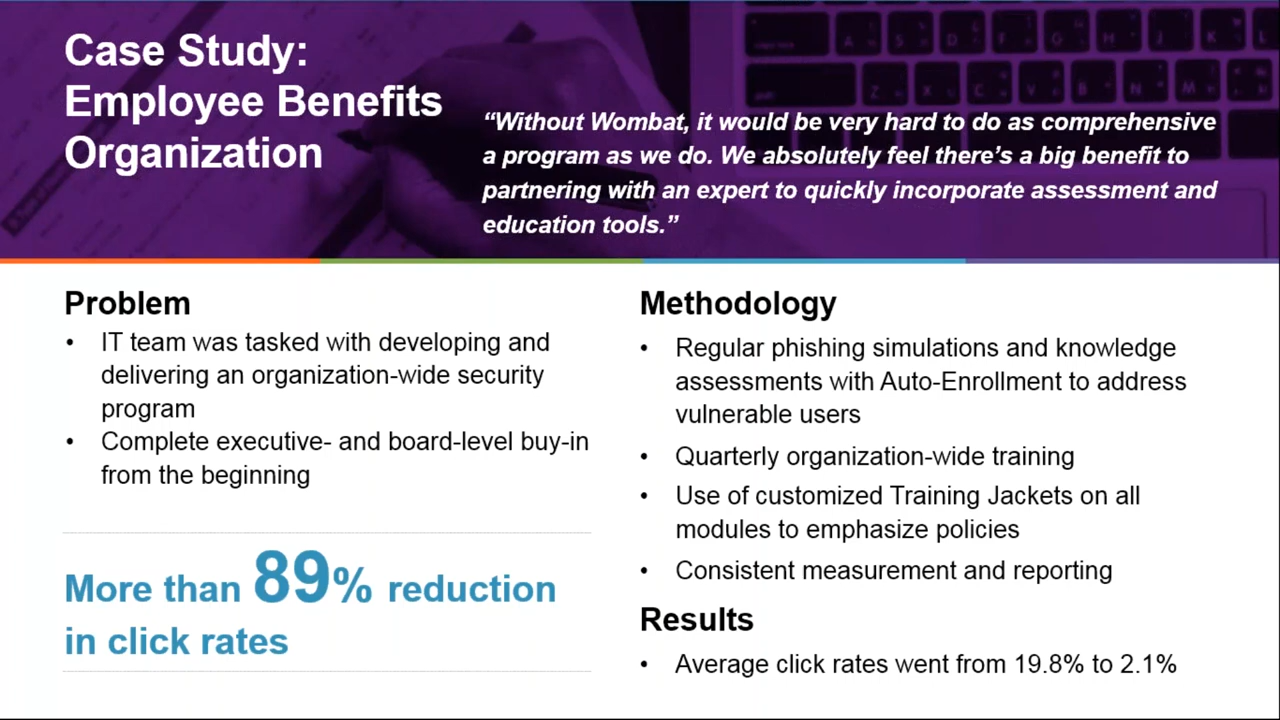 Case Study:
Employee Benefits
Organization
“Without Wombat, it would be very hard to do as comprehensive
a program as we do. We absolutely feel there’s a big benefit to
partnering with an expert to quickly incorporate assessment and
education tools.”
Problem
• IT team was tasked with developing and
delivering an organization-wide security
program
• Complete executive- and board-level buy-in
from the beginning
More than 89% reduction
in click rates
Methodology
• Regular phishing simulations and knowledge
assessments with Auto-Enrollment to address
vulnerable users
• Quarterly organization-wide training
• Use of customized Training Jackets on all
modules to emphasize policies
• Consistent measurement and reporting
Results
• Average click rates went from 19.8% to 2.1%